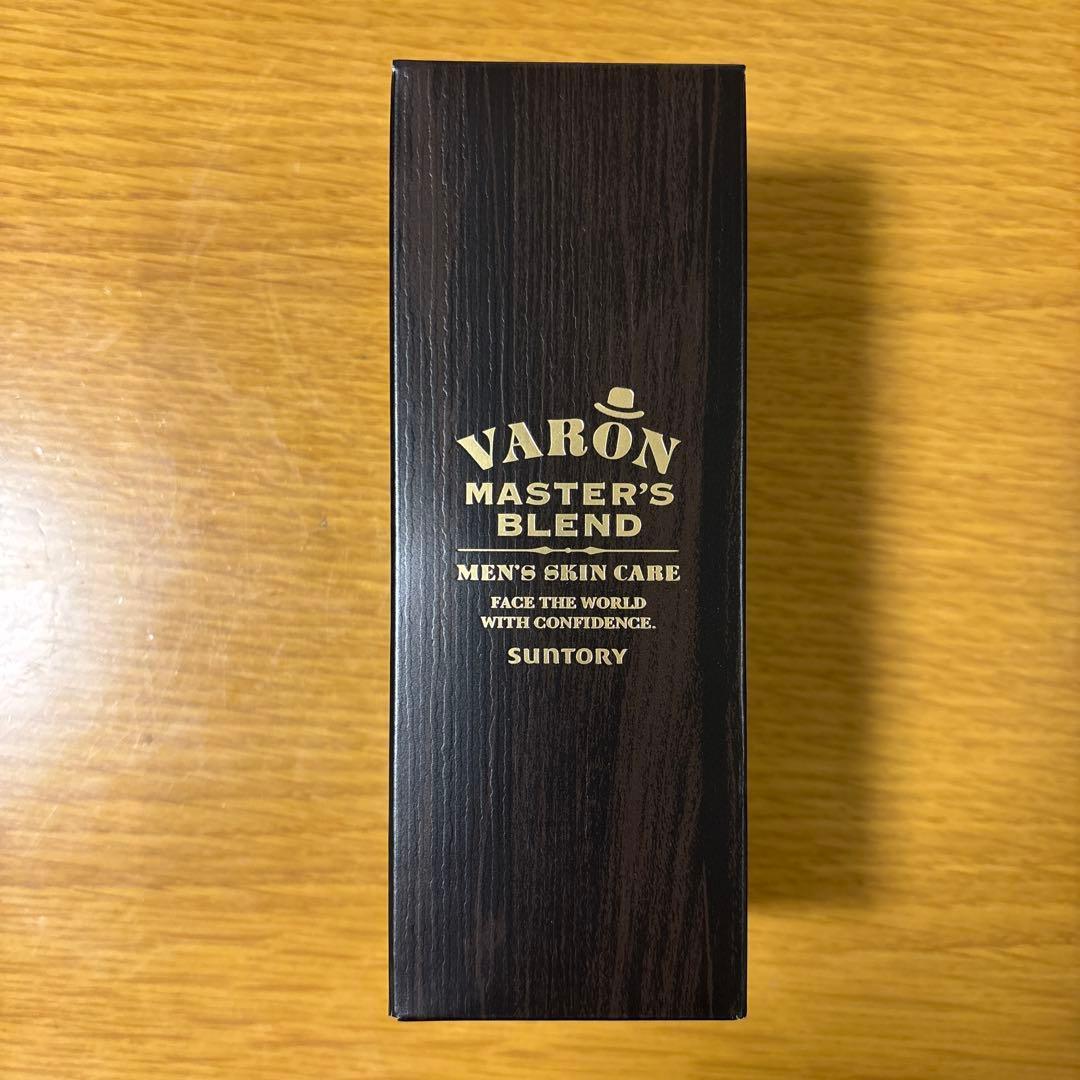 VARON
MASTER'S
BLEND
MEN'S SKIN CARE
FACE THE WORLD
WITH CONFIDENCE.
SUNTORY